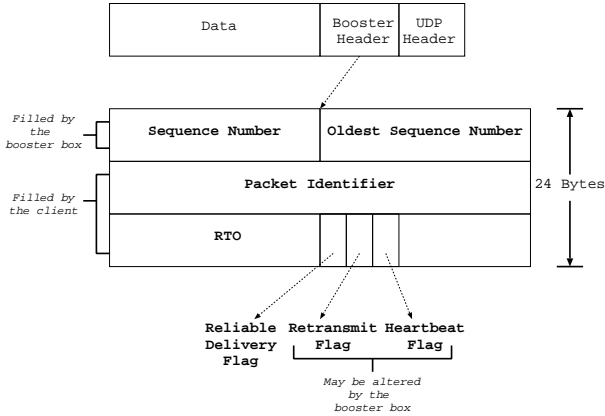 Data
Booster
Header
UDP
Header
Filled by
the
booster box
Sequence Number
Oldest Sequence Number
Packet Identifier
24 Bytes
Filled by
the client
RTO
Reliable
Delivery
Flag
Retransmit
Flag
Heartbeat
Flag
May be altered
by the
booster box